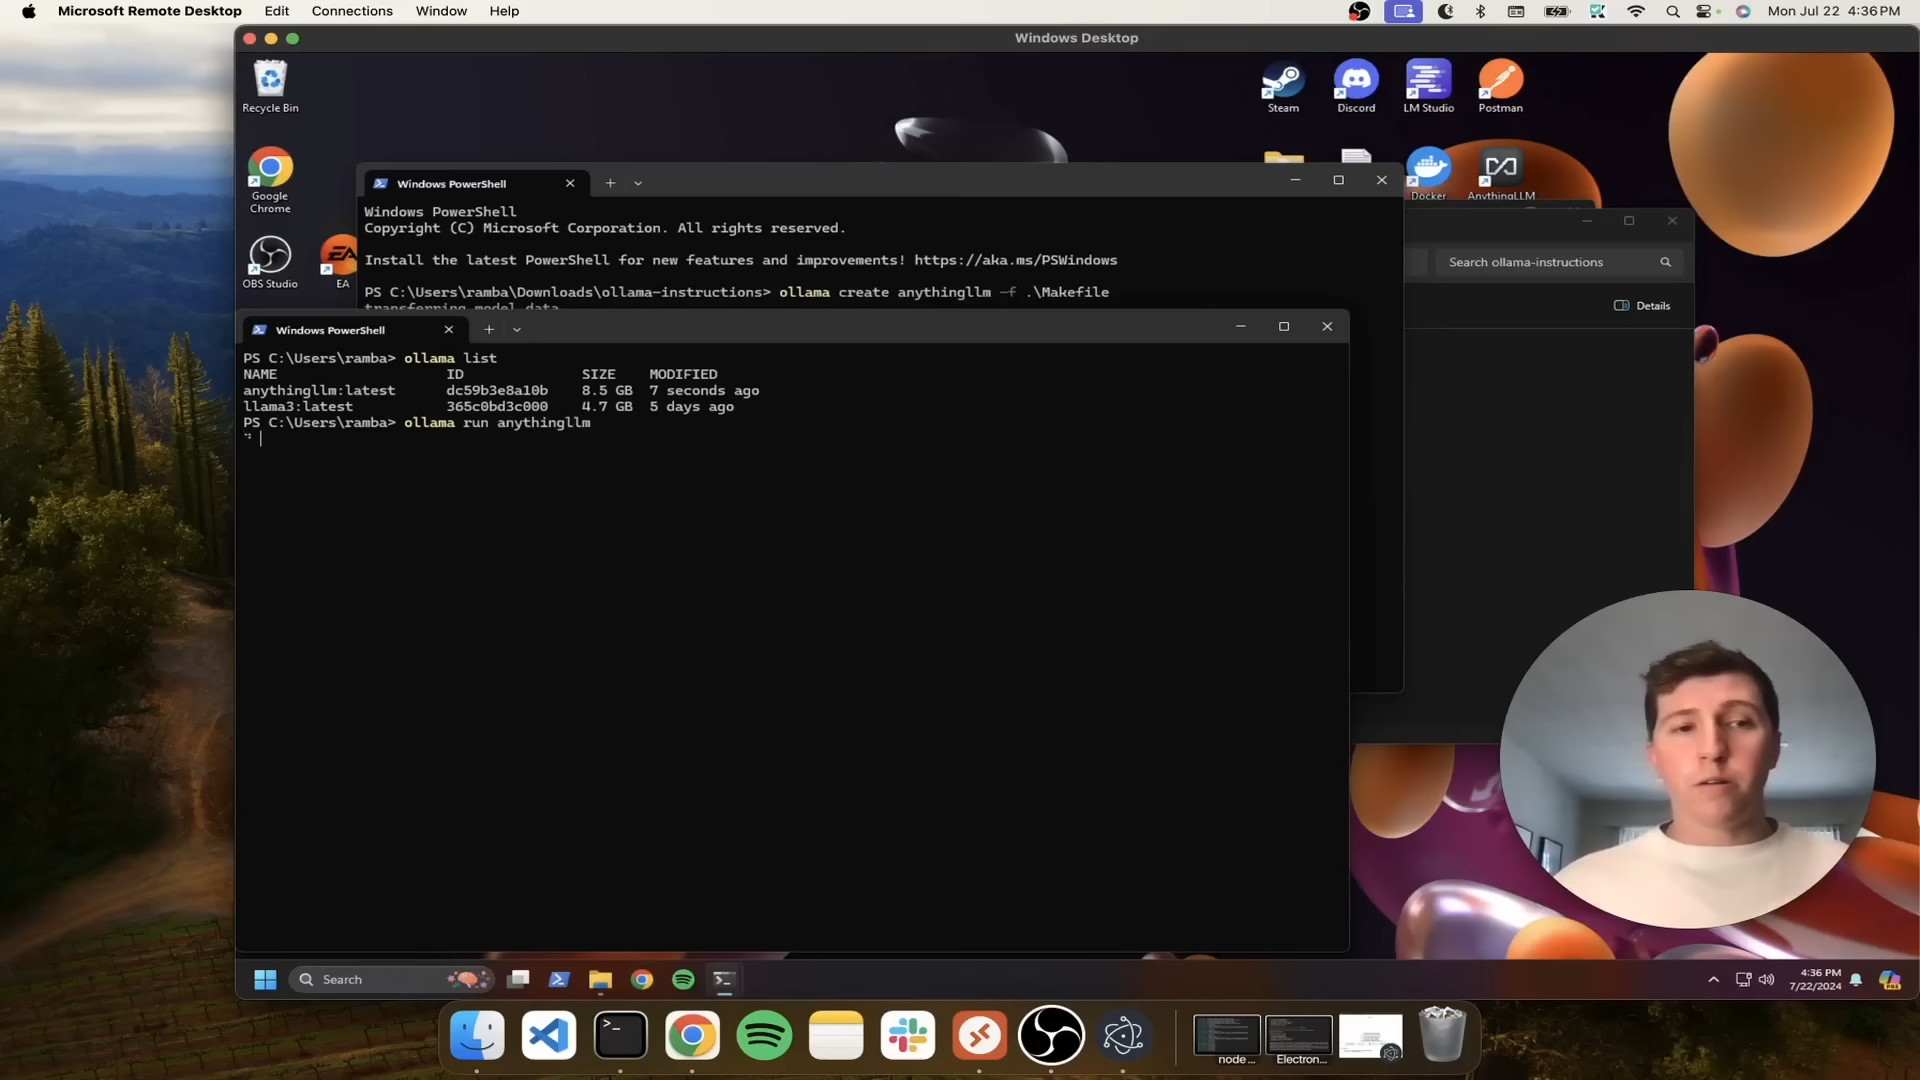 Microsoft Remote Desktop Edit Connections Window Help Mon Jul 22 4:36 PM
Windows Desktop
Recycle Bin
Steam
Discord
LM Studio
Postman
Google Chrome
Docker
AnythingLLM
OBS Studio
EA
Windows PowerShell
Windows PowerShell
Copyright (C) Microsoft Corporation. All rights reserved.
Install the latest PowerShell for new features and improvements! https://aka.ms/PSWindows
PS C:\Users\ramba\Downloads\ollama-instructions> ollama create anythingllm -f .\Makefile
transferring model data
Search ollama-instructions
Details
Windows PowerShell
PS C:\Users\ramba> ollama list
NAME ID SIZE MODIFIED
anythingllm:latest dc59b3e8a10b 8.5 GB 7 seconds ago
llama3:latest 365c0bd3c000 4.7 GB 5 days ago
PS C:\Users\ramba> ollama run anythingllm
Search
4:36 PM
7/22/2024
node ...
Electron...